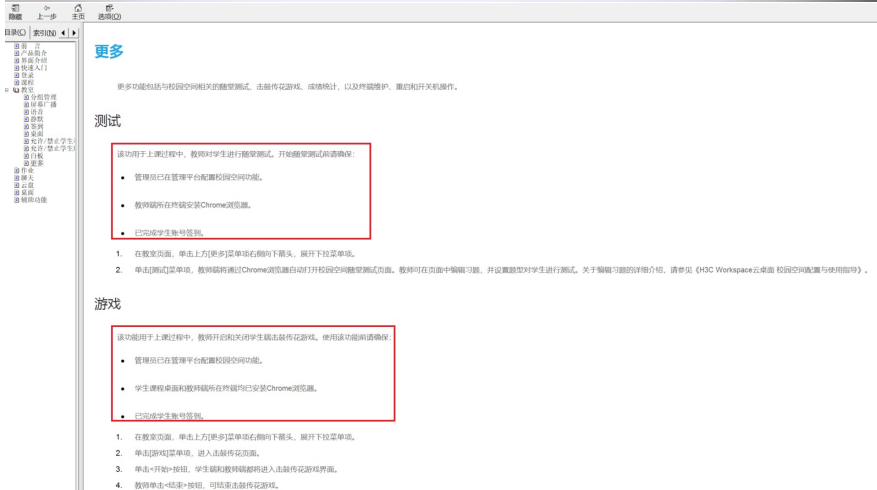 隐藏 上一步 主页 选项(O)
目录(C) 索引(N)
前 言
产品简介
界面介绍
快速入门
登录
课程
教室
分组管理
屏幕广播
语音
静默
签到
桌面
允许/禁止学生
允许/禁止学生
白板
更多
作业
聊天
云盘
桌面
辅助功能
更多
更多功能包括与校园空间相关的随堂测试、击鼓传花游戏、成绩统计，以及终端维护、重启和开关机操作。
测试
该功用于上课过程中，教师对学生进行随堂测试。开始随堂测试前请确保：
• 管理员已在管理平台配置校园空间功能。
• 教师端所在终端安装Chrome浏览器。
• 已完成学生账号签到。
1. 在教室页面，单击上方[更多]菜单项右侧向下箭头，展开下拉菜单项。
2. 单击[测试]菜单项，教师端将通过Chrome浏览器自动打开校园空间随堂测试页面。教师可在页面中编辑习题，并设置题型对学生进行测试。关于编辑习题的详细介绍，请参见《H3C Workspace云桌面 校园空间配置与使用指导》。
游戏
该功能用于上课过程中，教师开启和关闭学生端击鼓传花游戏。使用该功能前请确保：
• 管理员已在管理平台配置校园空间功能。
• 学生课程桌面和教师端所在终端均已安装Chrome浏览器。
• 已完成学生账号签到。
1. 在教室页面，单击上方[更多]菜单项右侧向下箭头，展开下拉菜单项。
2. 单击[游戏]菜单项，进入击鼓传花页面。
3. 单击<开始>按钮，学生端和教师端都将进入击鼓传花游戏界面。
4. 教师单击<结束>按钮，可结束击鼓传花游戏。